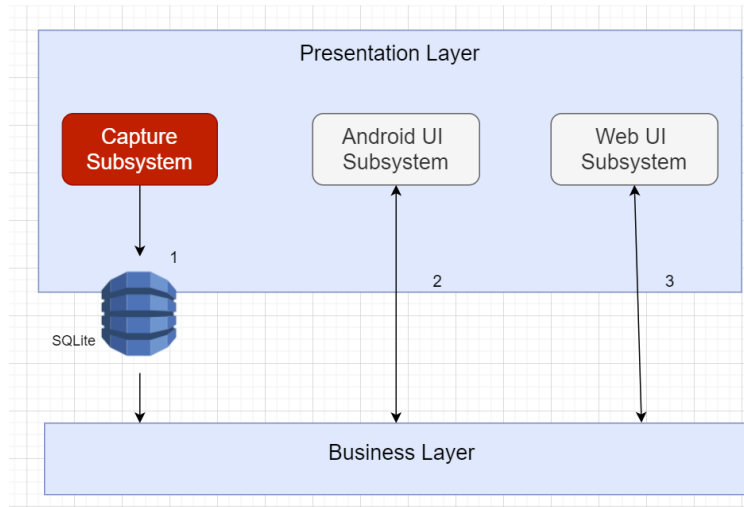 Presentation Layer
Capture
Subsystem
Android UI
Subsystem
Web UI
Subsystem
1
2
3
SQLite
Business Layer